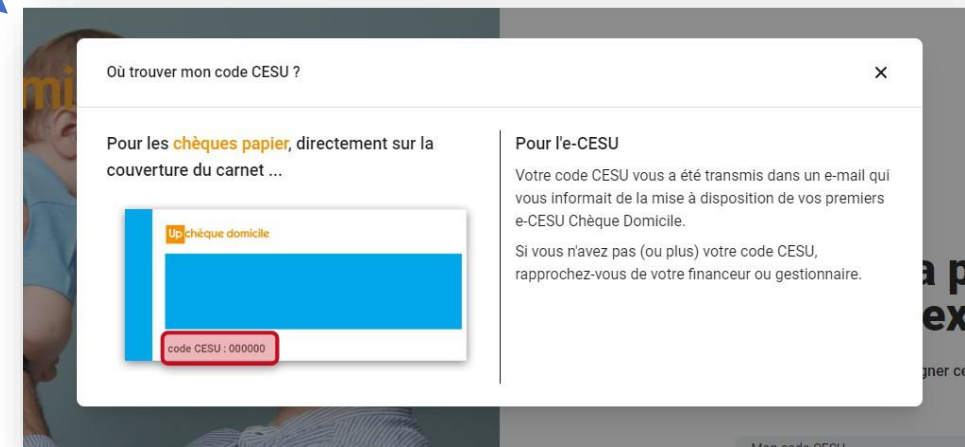 Où trouver mon code CESU ?
Pour les chèques papier, directement sur la
couverture du carnet ...
Up chèque domicile
code CESU : 000000
Pour l'e-CESU
Votre code CESU vous a été transmis dans un e-mail qui
vous informait de la mise à disposition de vos premiers
e-CESU Chèque Domicile.
Si vous n'avez pas (ou plus) votre code CESU,
rapprochez-vous de votre financeur ou gestionnaire.
Mon code CESU